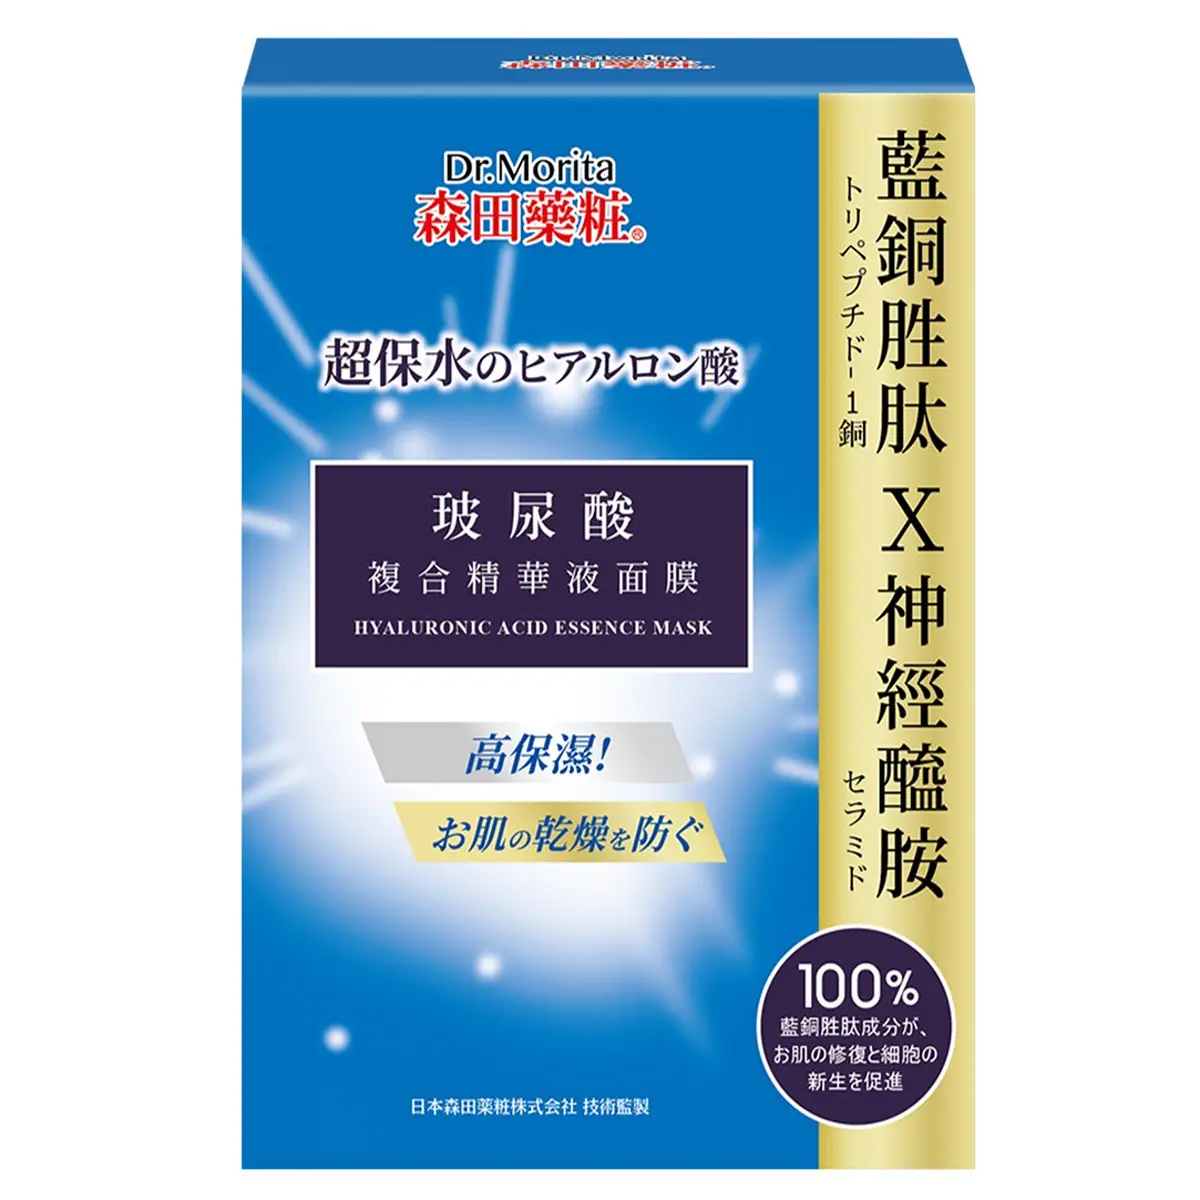 森田藥粧
Dr.Morita
森田藥粧®
超保水のヒアルロン酸
玻尿酸
複合精華液面膜
HYALURONIC ACID ESSENCE MASK
高保濕!
お肌の乾燥を防ぐ
藍銅胜肽 X 神經醯胺
トリペプチド-1銅
セラミド
100%
藍銅胜肽成分が、
お肌の修復と細胞の
新生を促進
日本森田薬粧株式会社 技術監製